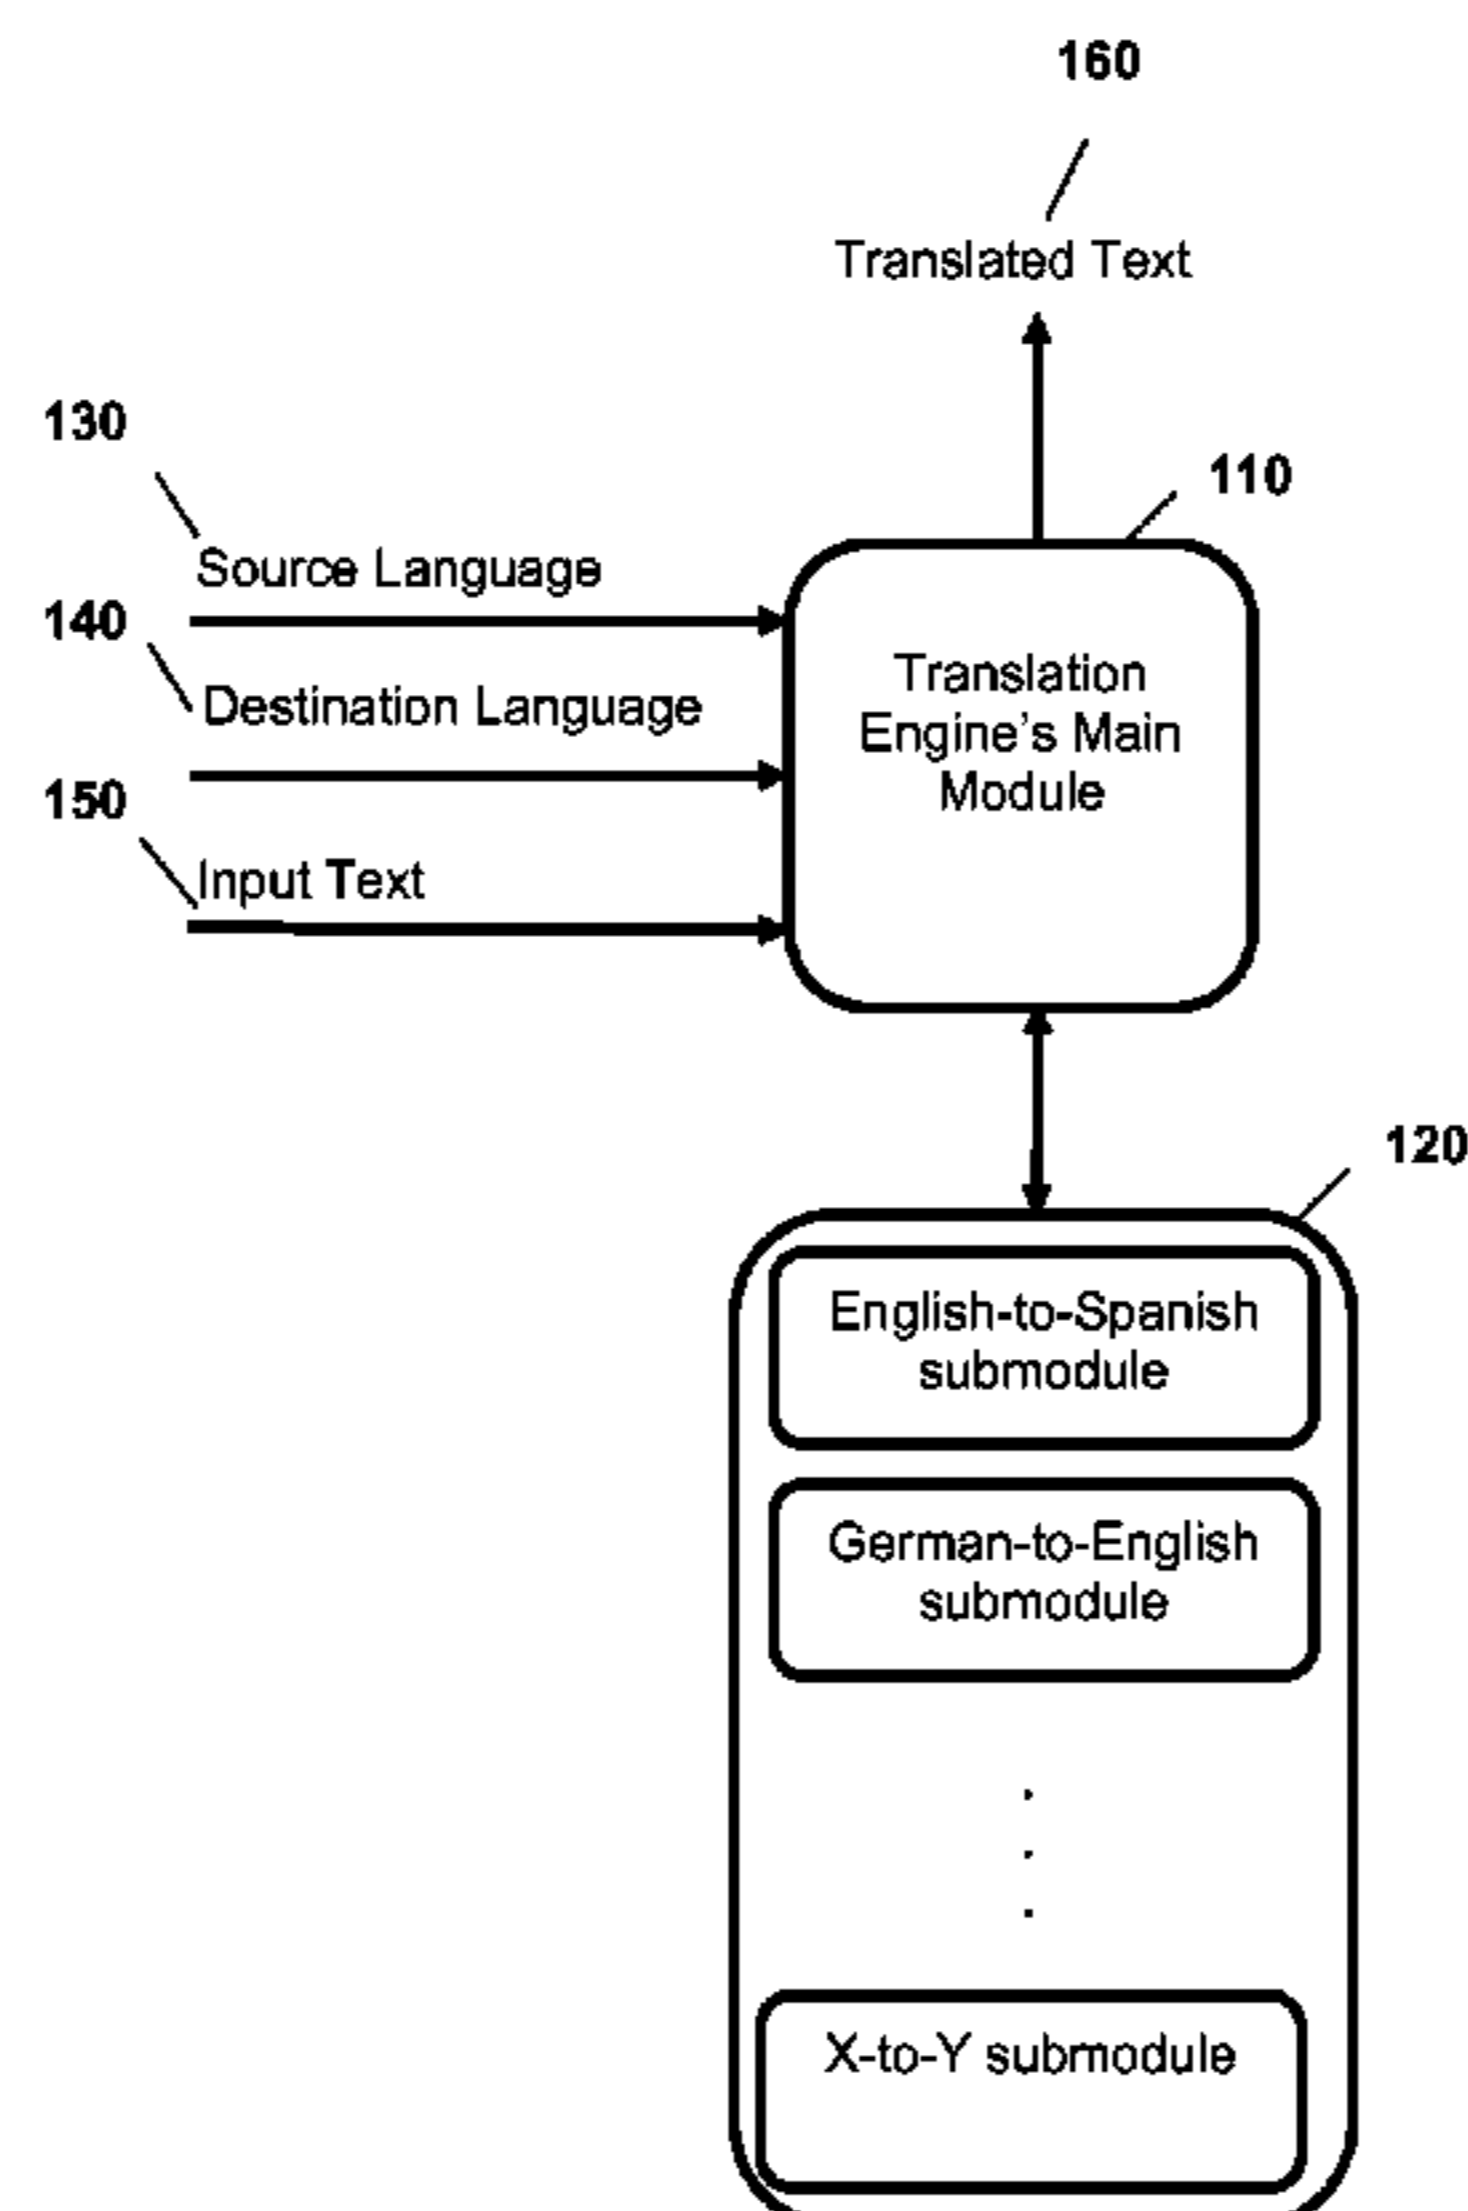 160
Translated Text
130
110
Source Language
140
Translation
Engine's Main
Module
Destination Language
150
Input Text
120
English-to-Spanish
submodule
German-to-English
submodule
.
.
.
X-to-Y submodule